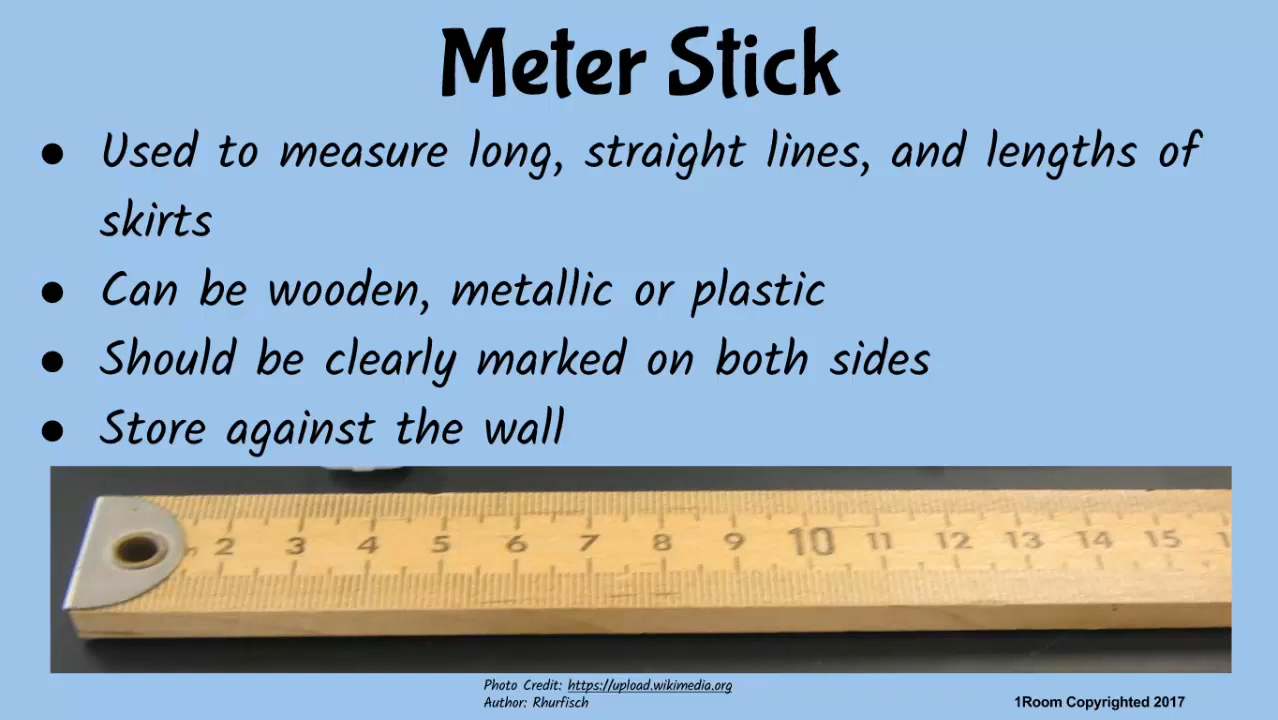 Meter Stick
● Used to measure long, straight lines, and lengths of
skirts
● Can be wooden, metallic or plastic
● Should be clearly marked on both sides
● Store against the wall
2 3 4 5 6 7 8 9 10 11 12 13 14 15
Photo Credit: https://upload.wikimedia.org
Author: Rhurfisch
1Room Copyrighted 2017